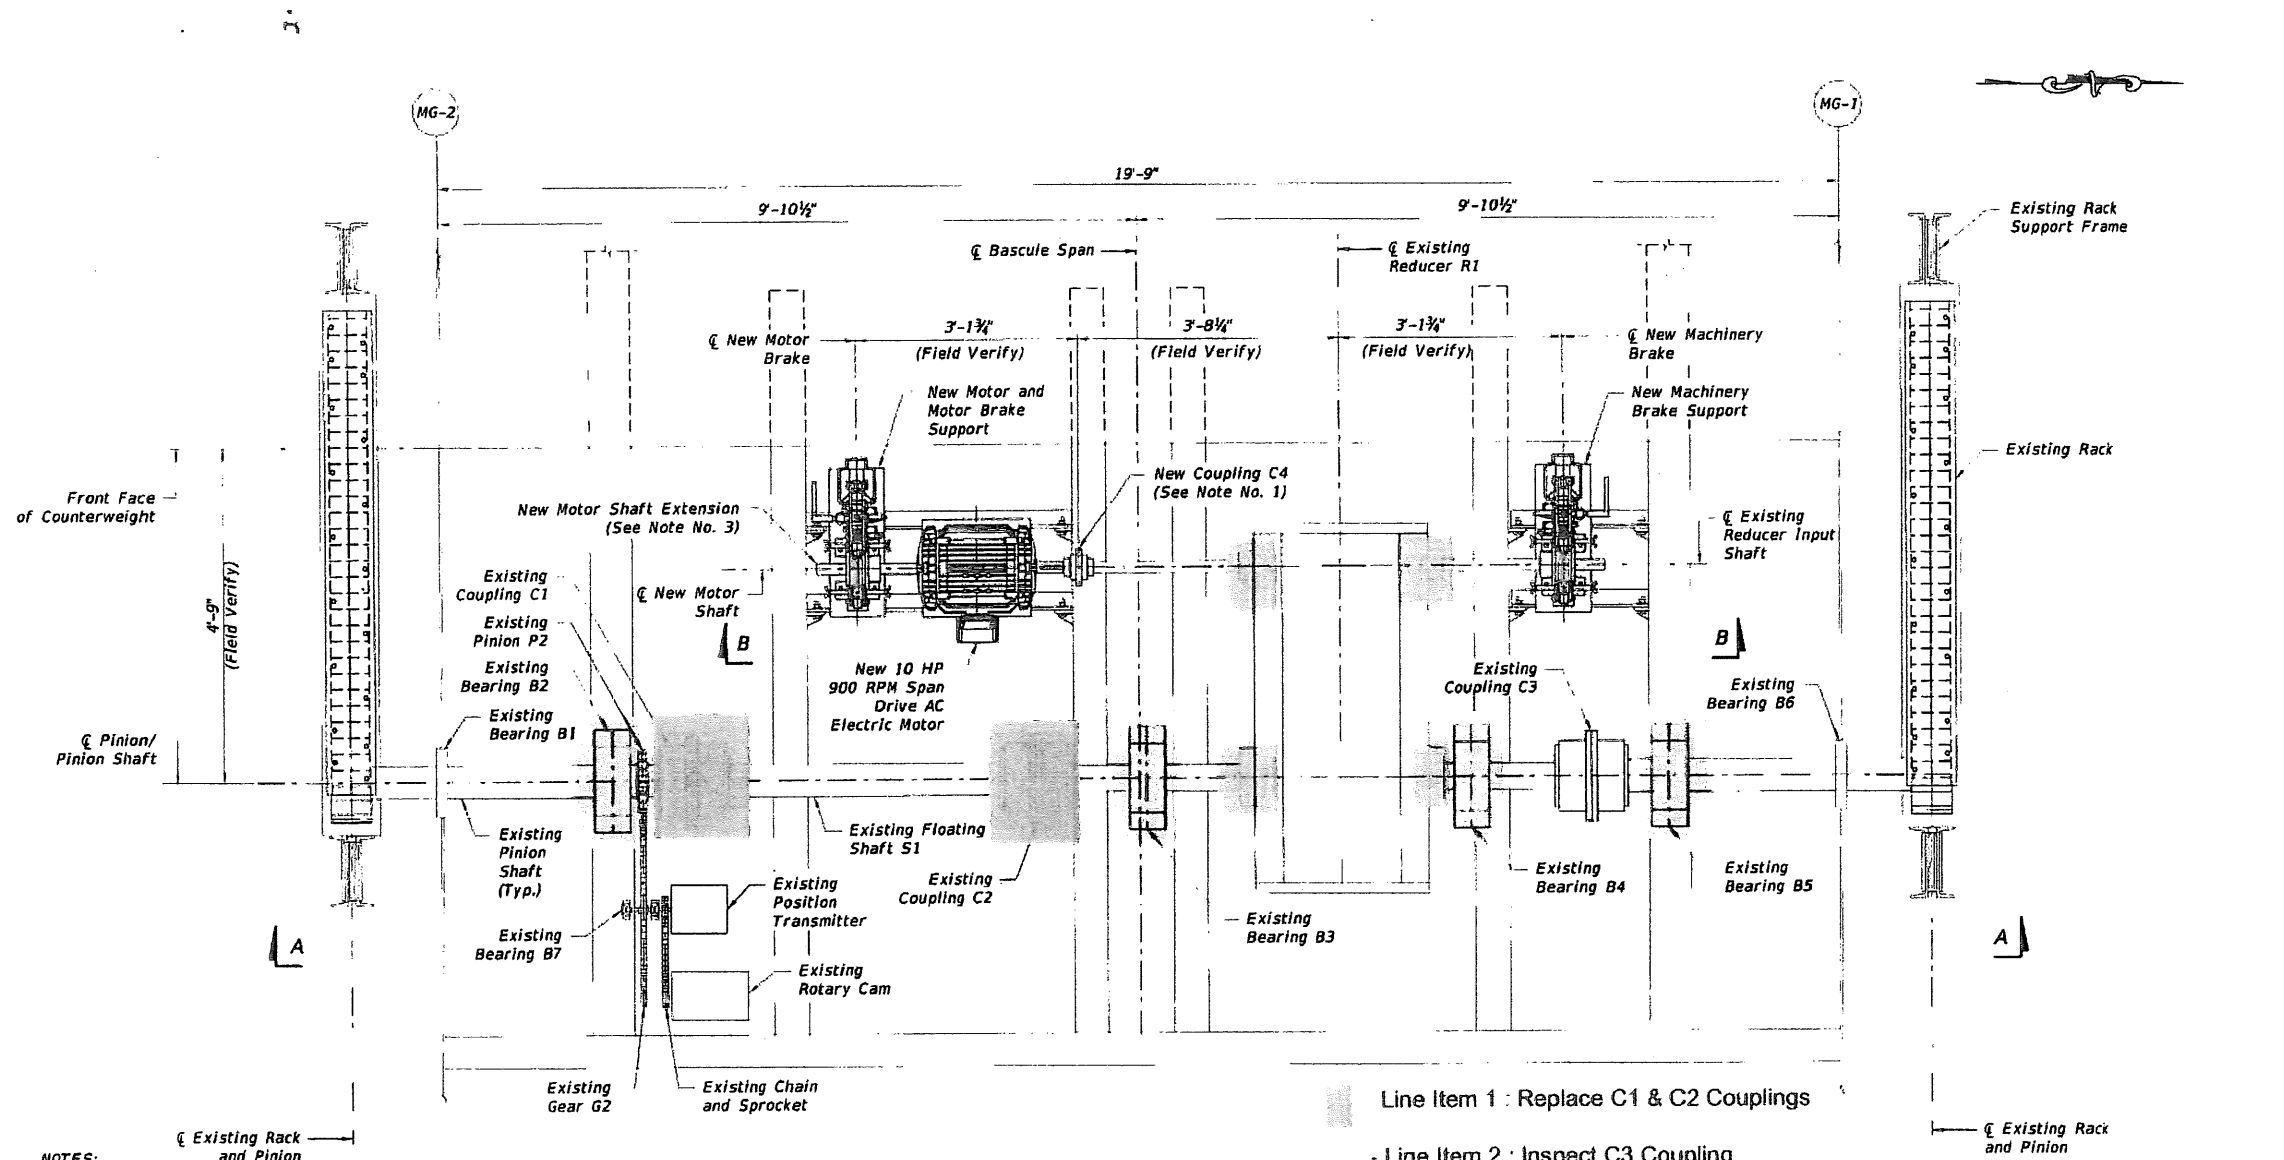 MG-2
MG-1
19'-9"
9'-10½"
9'-10½"
Existing Rack
Support Frame
℄ Bascule Span
℄ Existing
Reducer R1
3'-1¾"
(Field Verify)
3'-8¼"
(Field Verify)
3'-1¾"
(Field Verify)
℄ New Motor
Brake
℄ New Machinery
Brake
New Motor and
Motor Brake
Support
New Machinery
Brake Support
Existing Rack
Front Face
of Counterweight
New Coupling C4
(See Note No. 1)
New Motor Shaft Extension
(See Note No. 3)
℄ Existing
Reducer Input
Shaft
4'-9"
(Field Verify)
Existing
Coupling C1
℄ New Motor
Shaft
Existing
Pinion P2
B
B
Existing
Bearing B2
New 10 HP
900 RPM Span
Drive AC
Electric Motor
Existing
Coupling C3
Existing
Bearing B6
Existing
Bearing B1
℄ Pinion/
Pinion Shaft
Existing
Pinion
Shaft
(Typ.)
Existing Floating
Shaft S1
Existing
Coupling C2
Existing
Bearing B4
Existing
Bearing B5
Existing
Position
Transmitter
Existing
Bearing B3
Existing
Bearing B7
A
A
Existing
Rotary Cam
Existing
Gear G2
Existing Chain
and Sprocket
Line Item 1 : Replace C1 & C2 Couplings
℄ Existing Rack
and Pinion
℄ Existing Rack
and Pinion
NOTES:
- Line Item 2 : Inspect C3 Coupling